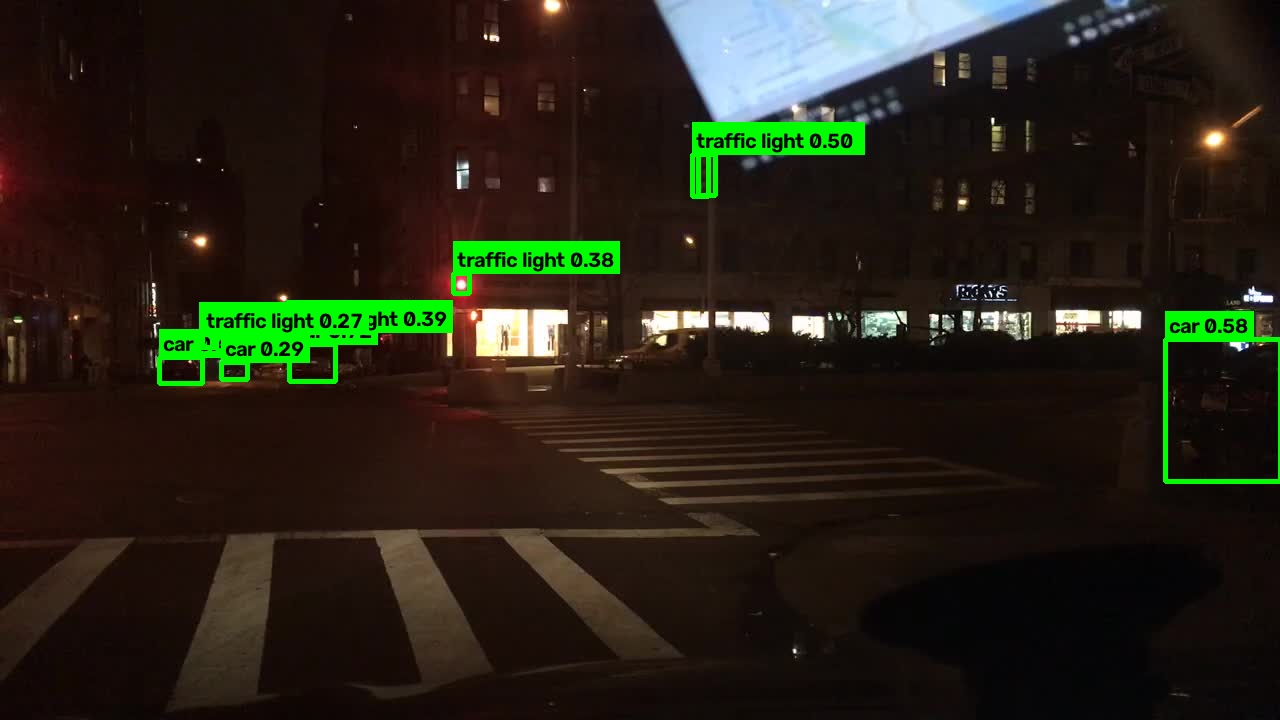 traffic light 0.50
traffic light 0.38
traffic light 0.27
ght 0.39
car 0.
car 0.29
car 0.58